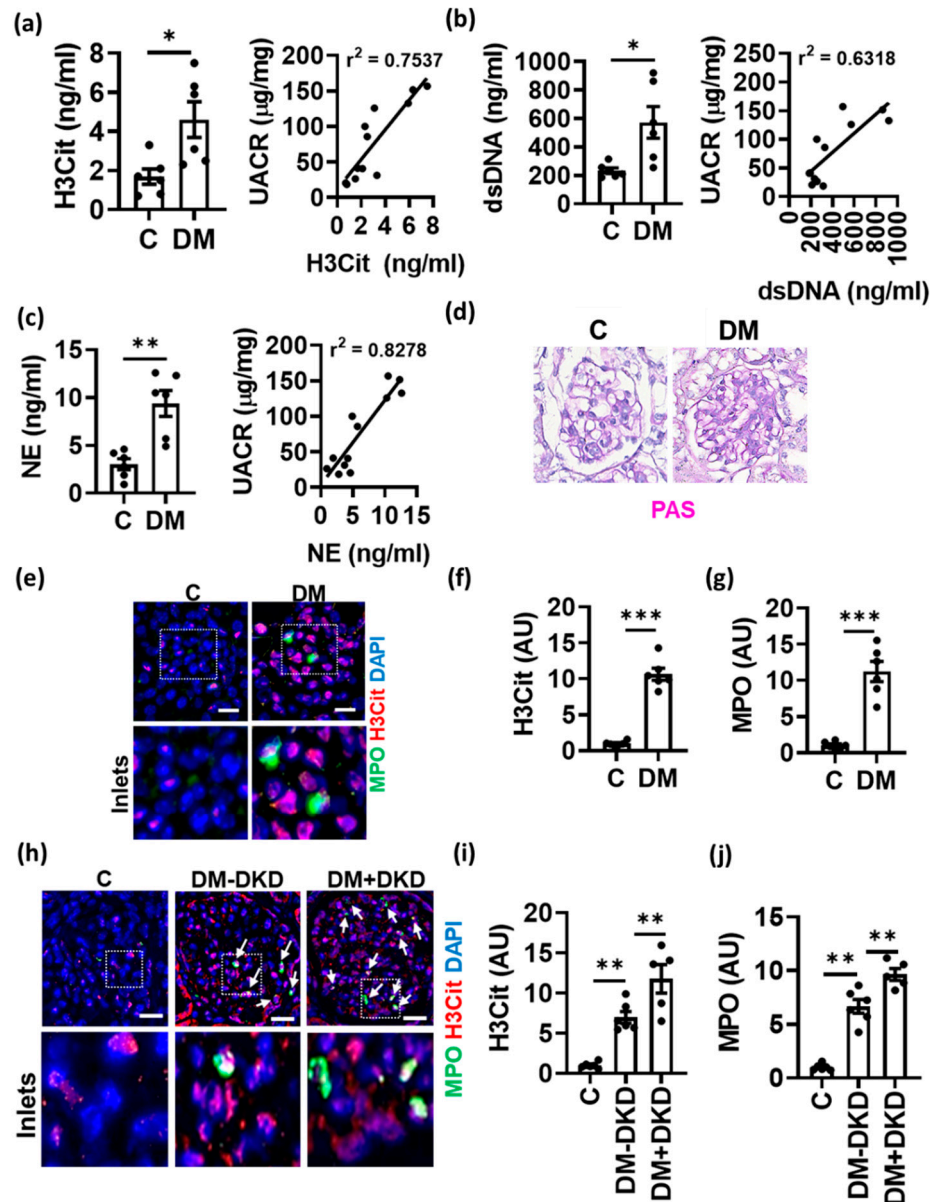 (a)
H3Cit (ng/ml)
8
6
4
2
0
*
C DM
UACR (µg/mg)
200
150
100
50
0
r² = 0.7537
0 2 4 6 8
H3Cit (ng/ml)
(b)
dsDNA (ng/ml)
1000
800
600
400
200
0
*
C DM
UACR (µg/mg)
250
200
150
100
50
0
r² = 0.6318
0
200
400
600
800
1000
dsDNA (ng/ml)
(c)
NE (ng/ml)
15
10
5
0
**
C DM
UACR (µg/mg)
200
150
100
50
0
r² = 0.8278
0 5 10 15
NE (ng/ml)
(d)
C DM
PAS
(e)
C DM
Inlets
MPO H3Cit DAPI
(f)
H3Cit (AU)
20
15
10
5
0
***
C DM
(g)
MPO (AU)
20
15
10
5
0
***
C DM
(h)
C DM-DKD DM+DKD
Inlets
MPO H3Cit DAPI
(i)
H3Cit (AU)
20
15
10
5
0
** **
C
DM-DKD
DM+DKD
(j)
MPO (AU)
15
10
5
0
** **
C
DM-DKD
DM+DKD